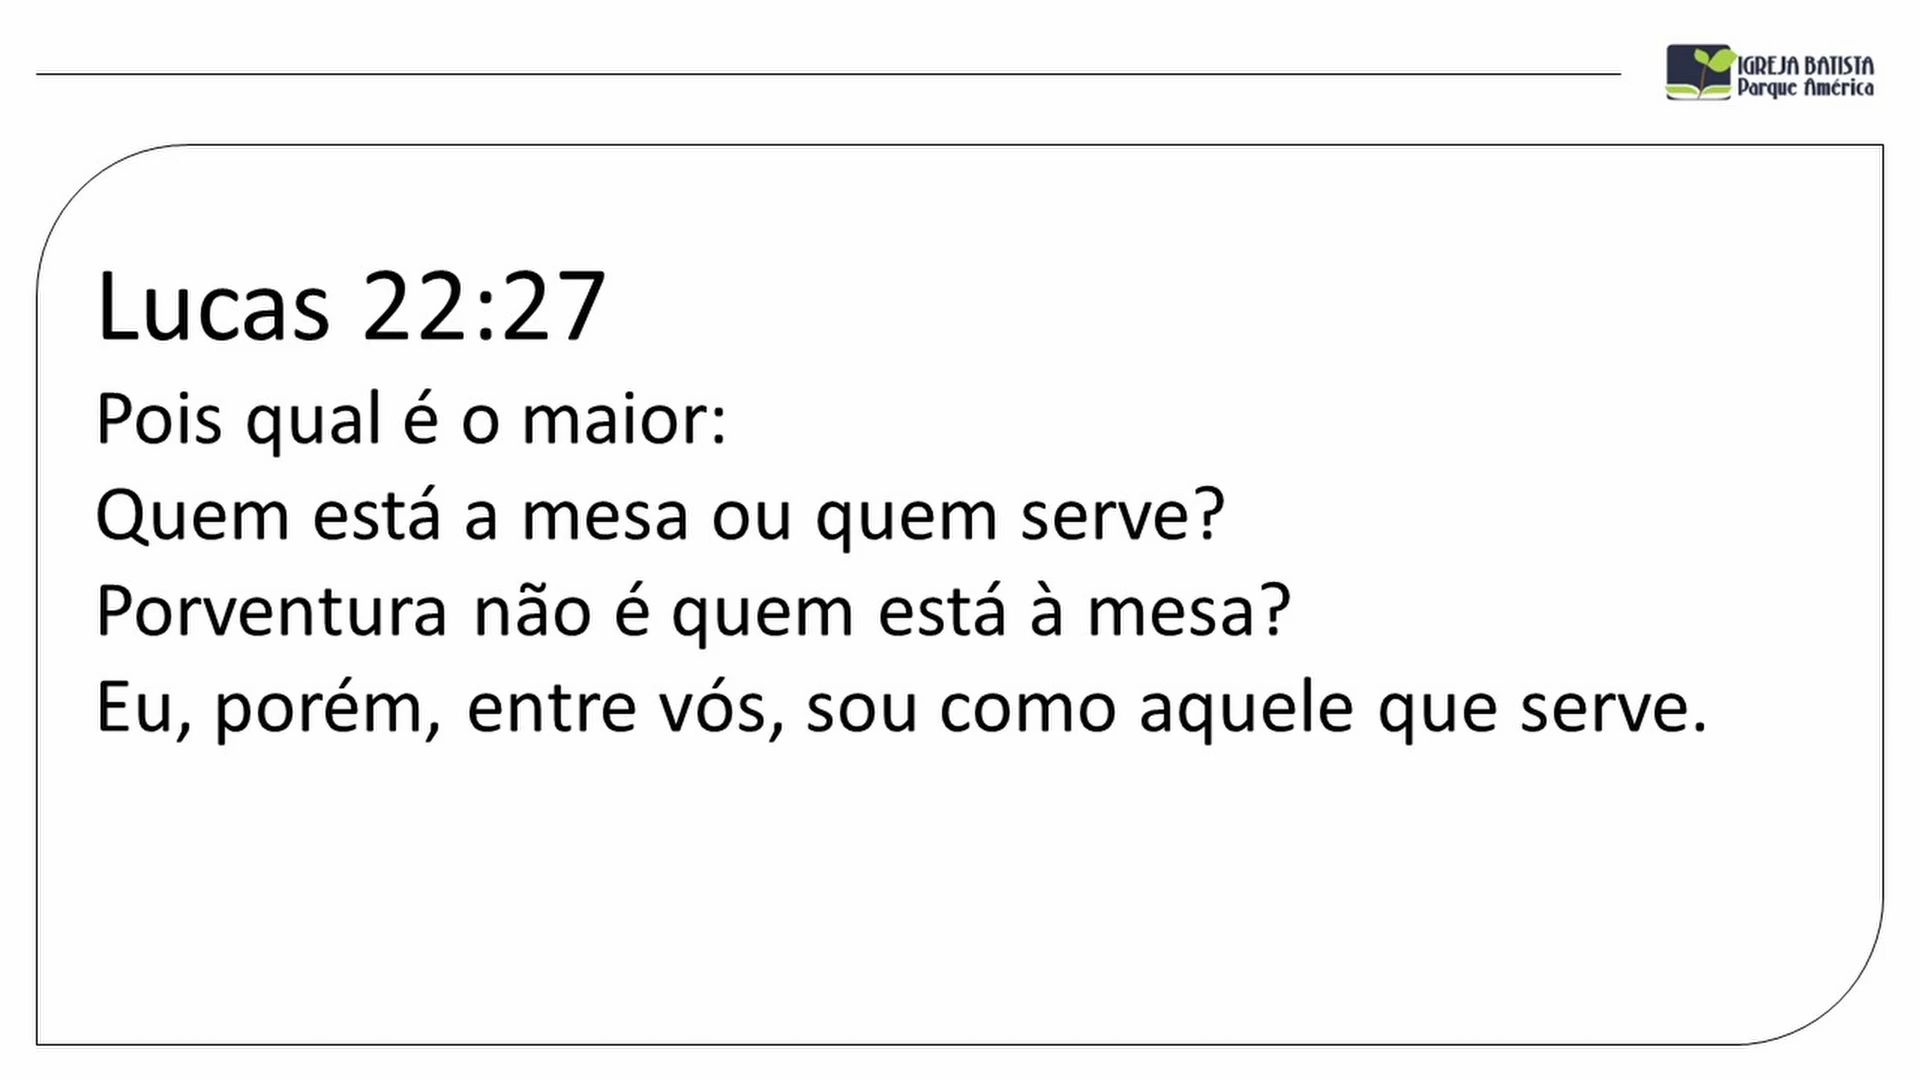 IGREJA BATISTA
Parque América
Lucas 22:27
Pois qual é o maior:
Quem está a mesa ou quem serve?
Porventura não é quem está à mesa?
Eu, porém, entre vós, sou como aquele que serve.